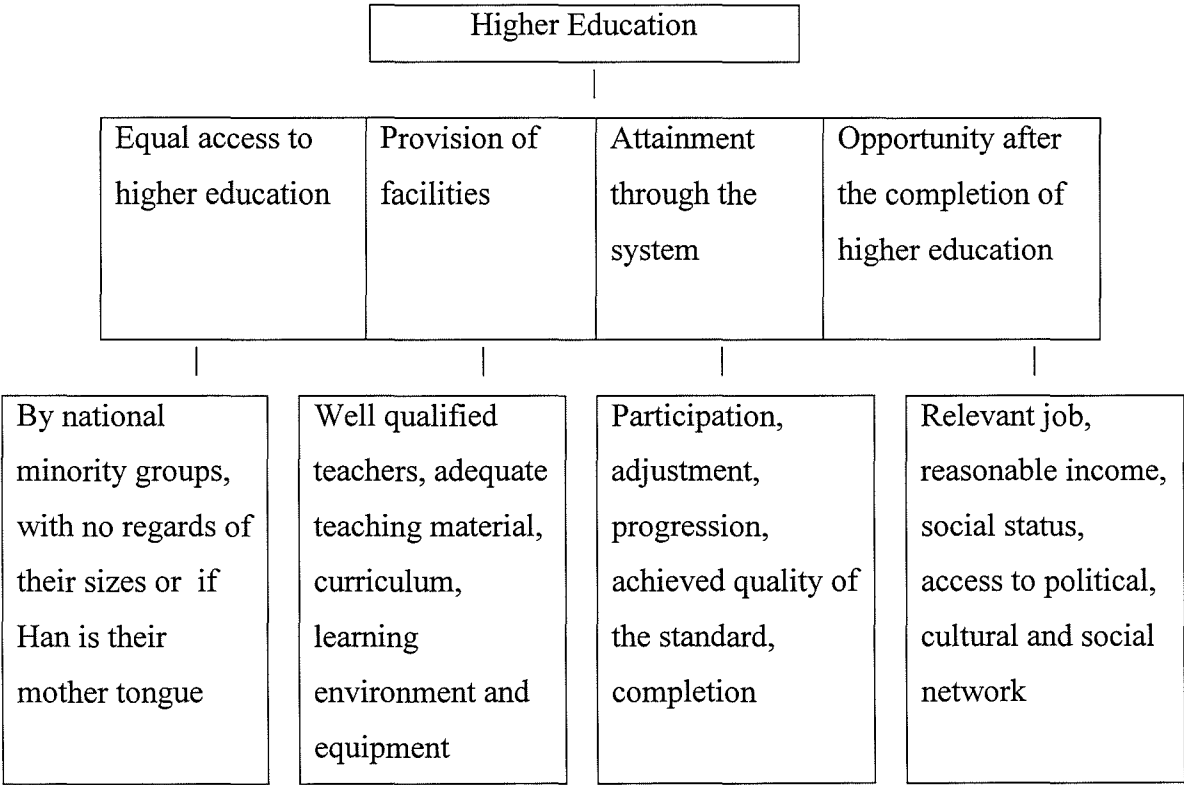 Higher Education
Equal access to
higher education
Provision of
facilities
Attainment
through the
system
Opportunity after
the completion of
higher education
By national
minority groups,
with no regards of
their sizes or if
Han is their
mother tongue
Well qualified
teachers, adequate
teaching material,
curriculum,
learning
environment and
equipment
Participation,
adjustment,
progression,
achieved quality of
the standard,
completion
Relevant job,
reasonable income,
social status,
access to political,
cultural and social
network